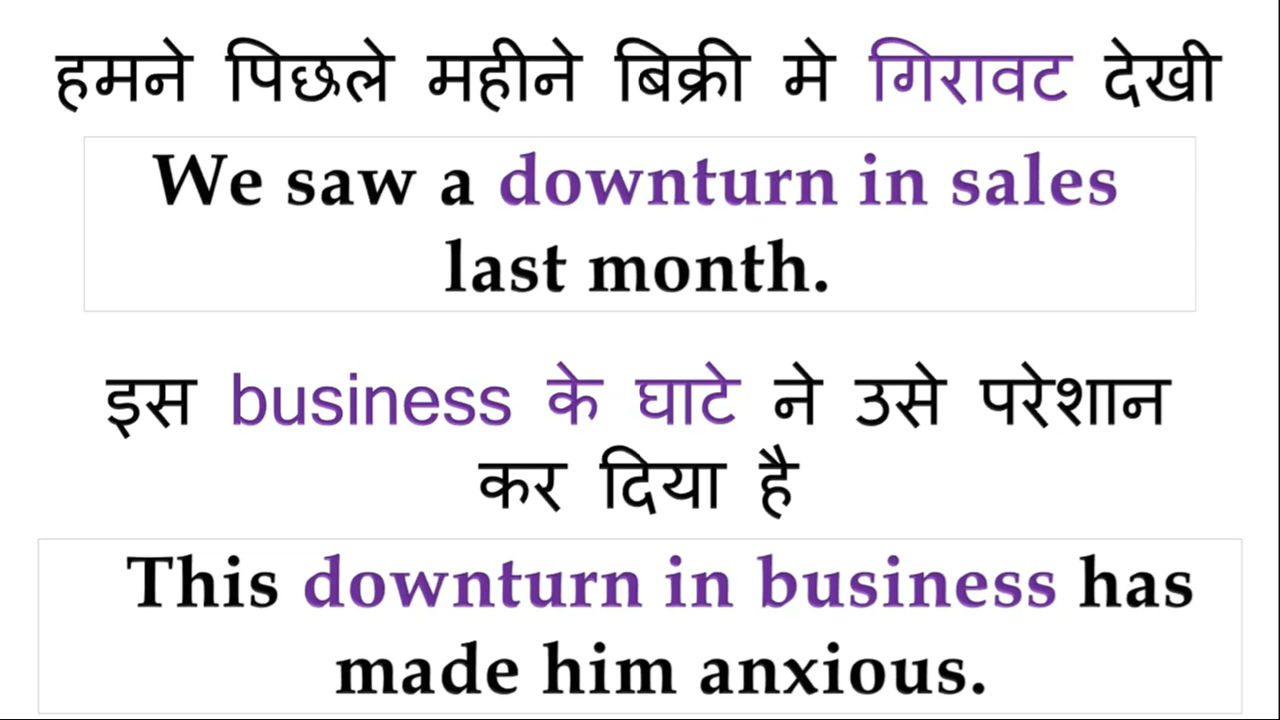 हमने पिछले महीने बिक्री मे गिरावट देखी
We saw a downturn in sales
last month.
इस business के घाटे ने उसे परेशान
कर दिया है
This downturn in business has
made him anxious.